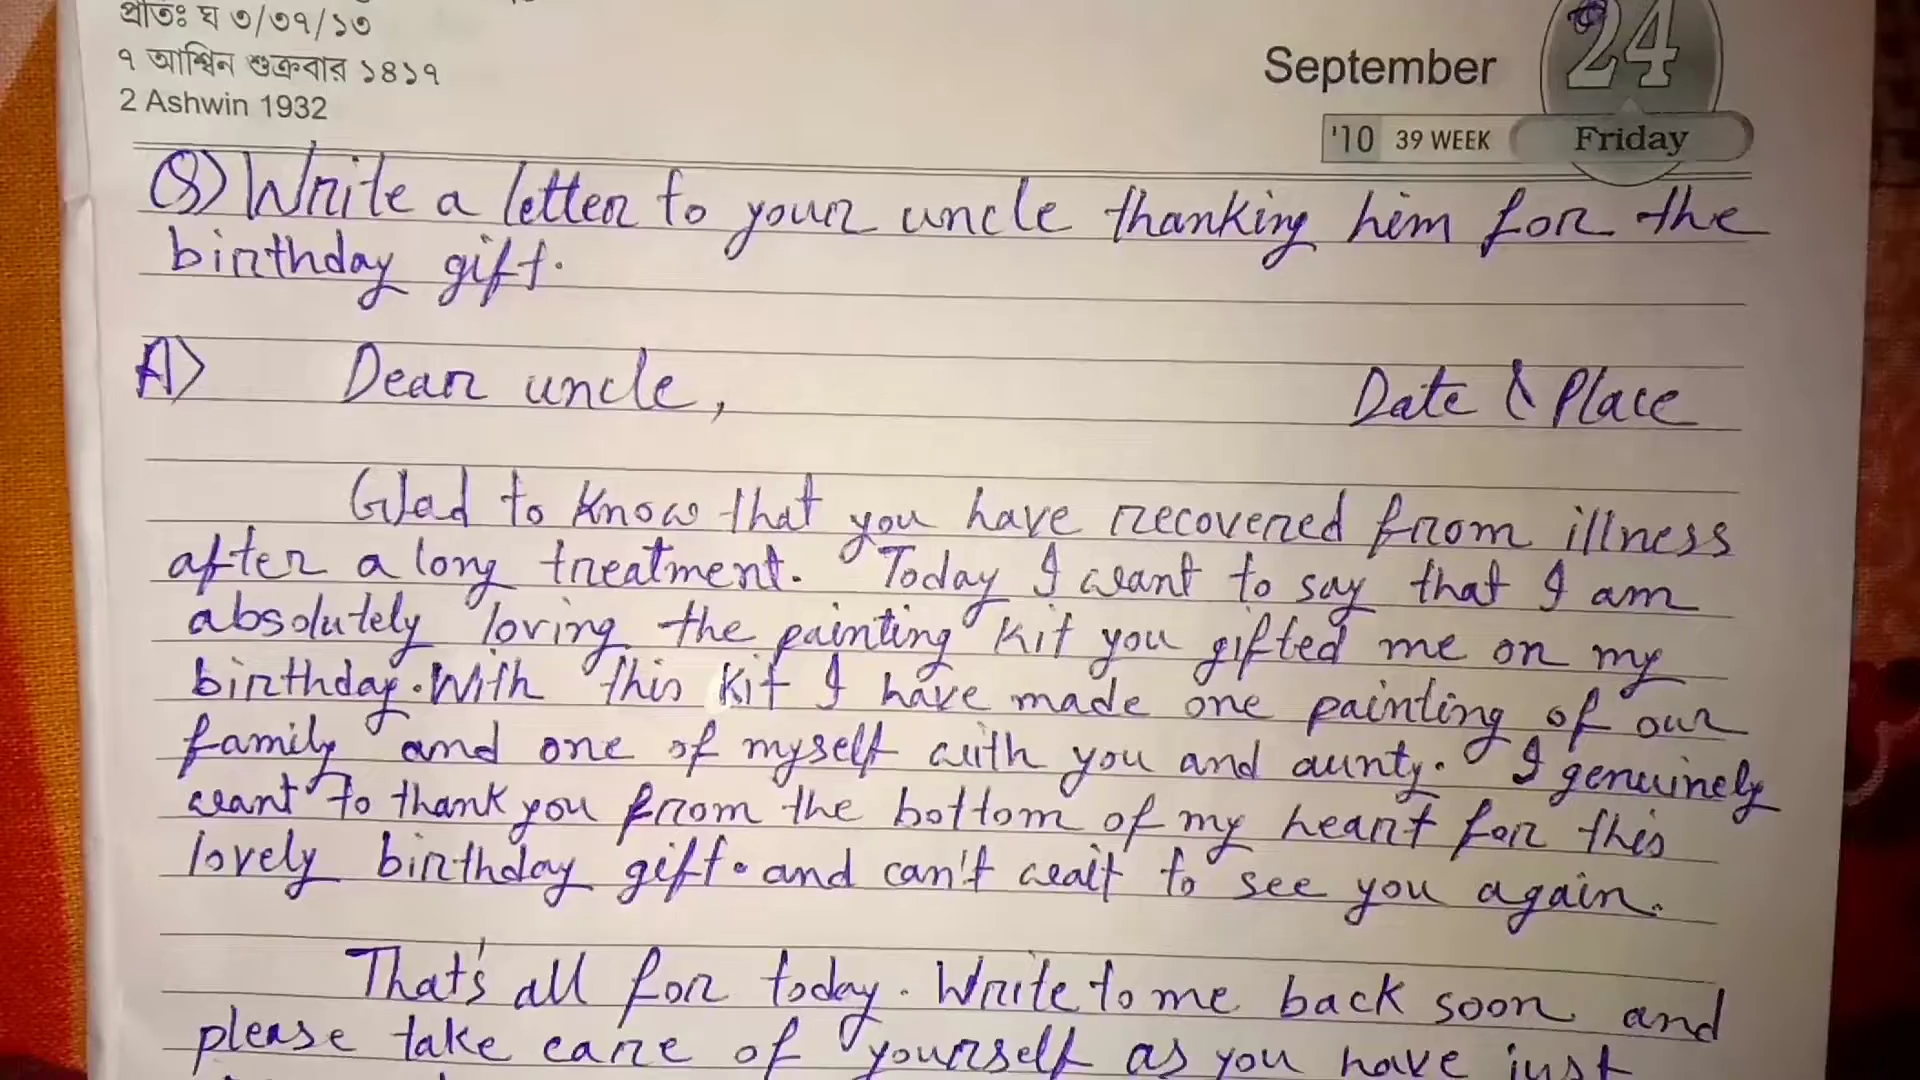 প্রতিঃ ঘ ৩/৩৭/১৩
৭ আশ্বিন শুক্রবার ১৪১৭
2 Ashwin 1932
September
24
'10 39 WEEK
Friday
Q) Write a letter to your uncle thanking him for the
birthday gift.
A) Dear uncle, Date & Place
Glad to know that you have recovered from illness
after a long treatment. Today I want to say that I am
absolutely loving the painting kit you gifted me on my
birthday. With this kit I have made one painting of our
family and one of myself with you and aunty. I genuinely
want to thank you from the bottom of my heart for this
lovely birthday gift. and can't wait to see you again.
That's all for today. Write to me back soon and
please take care of yourself as you have just